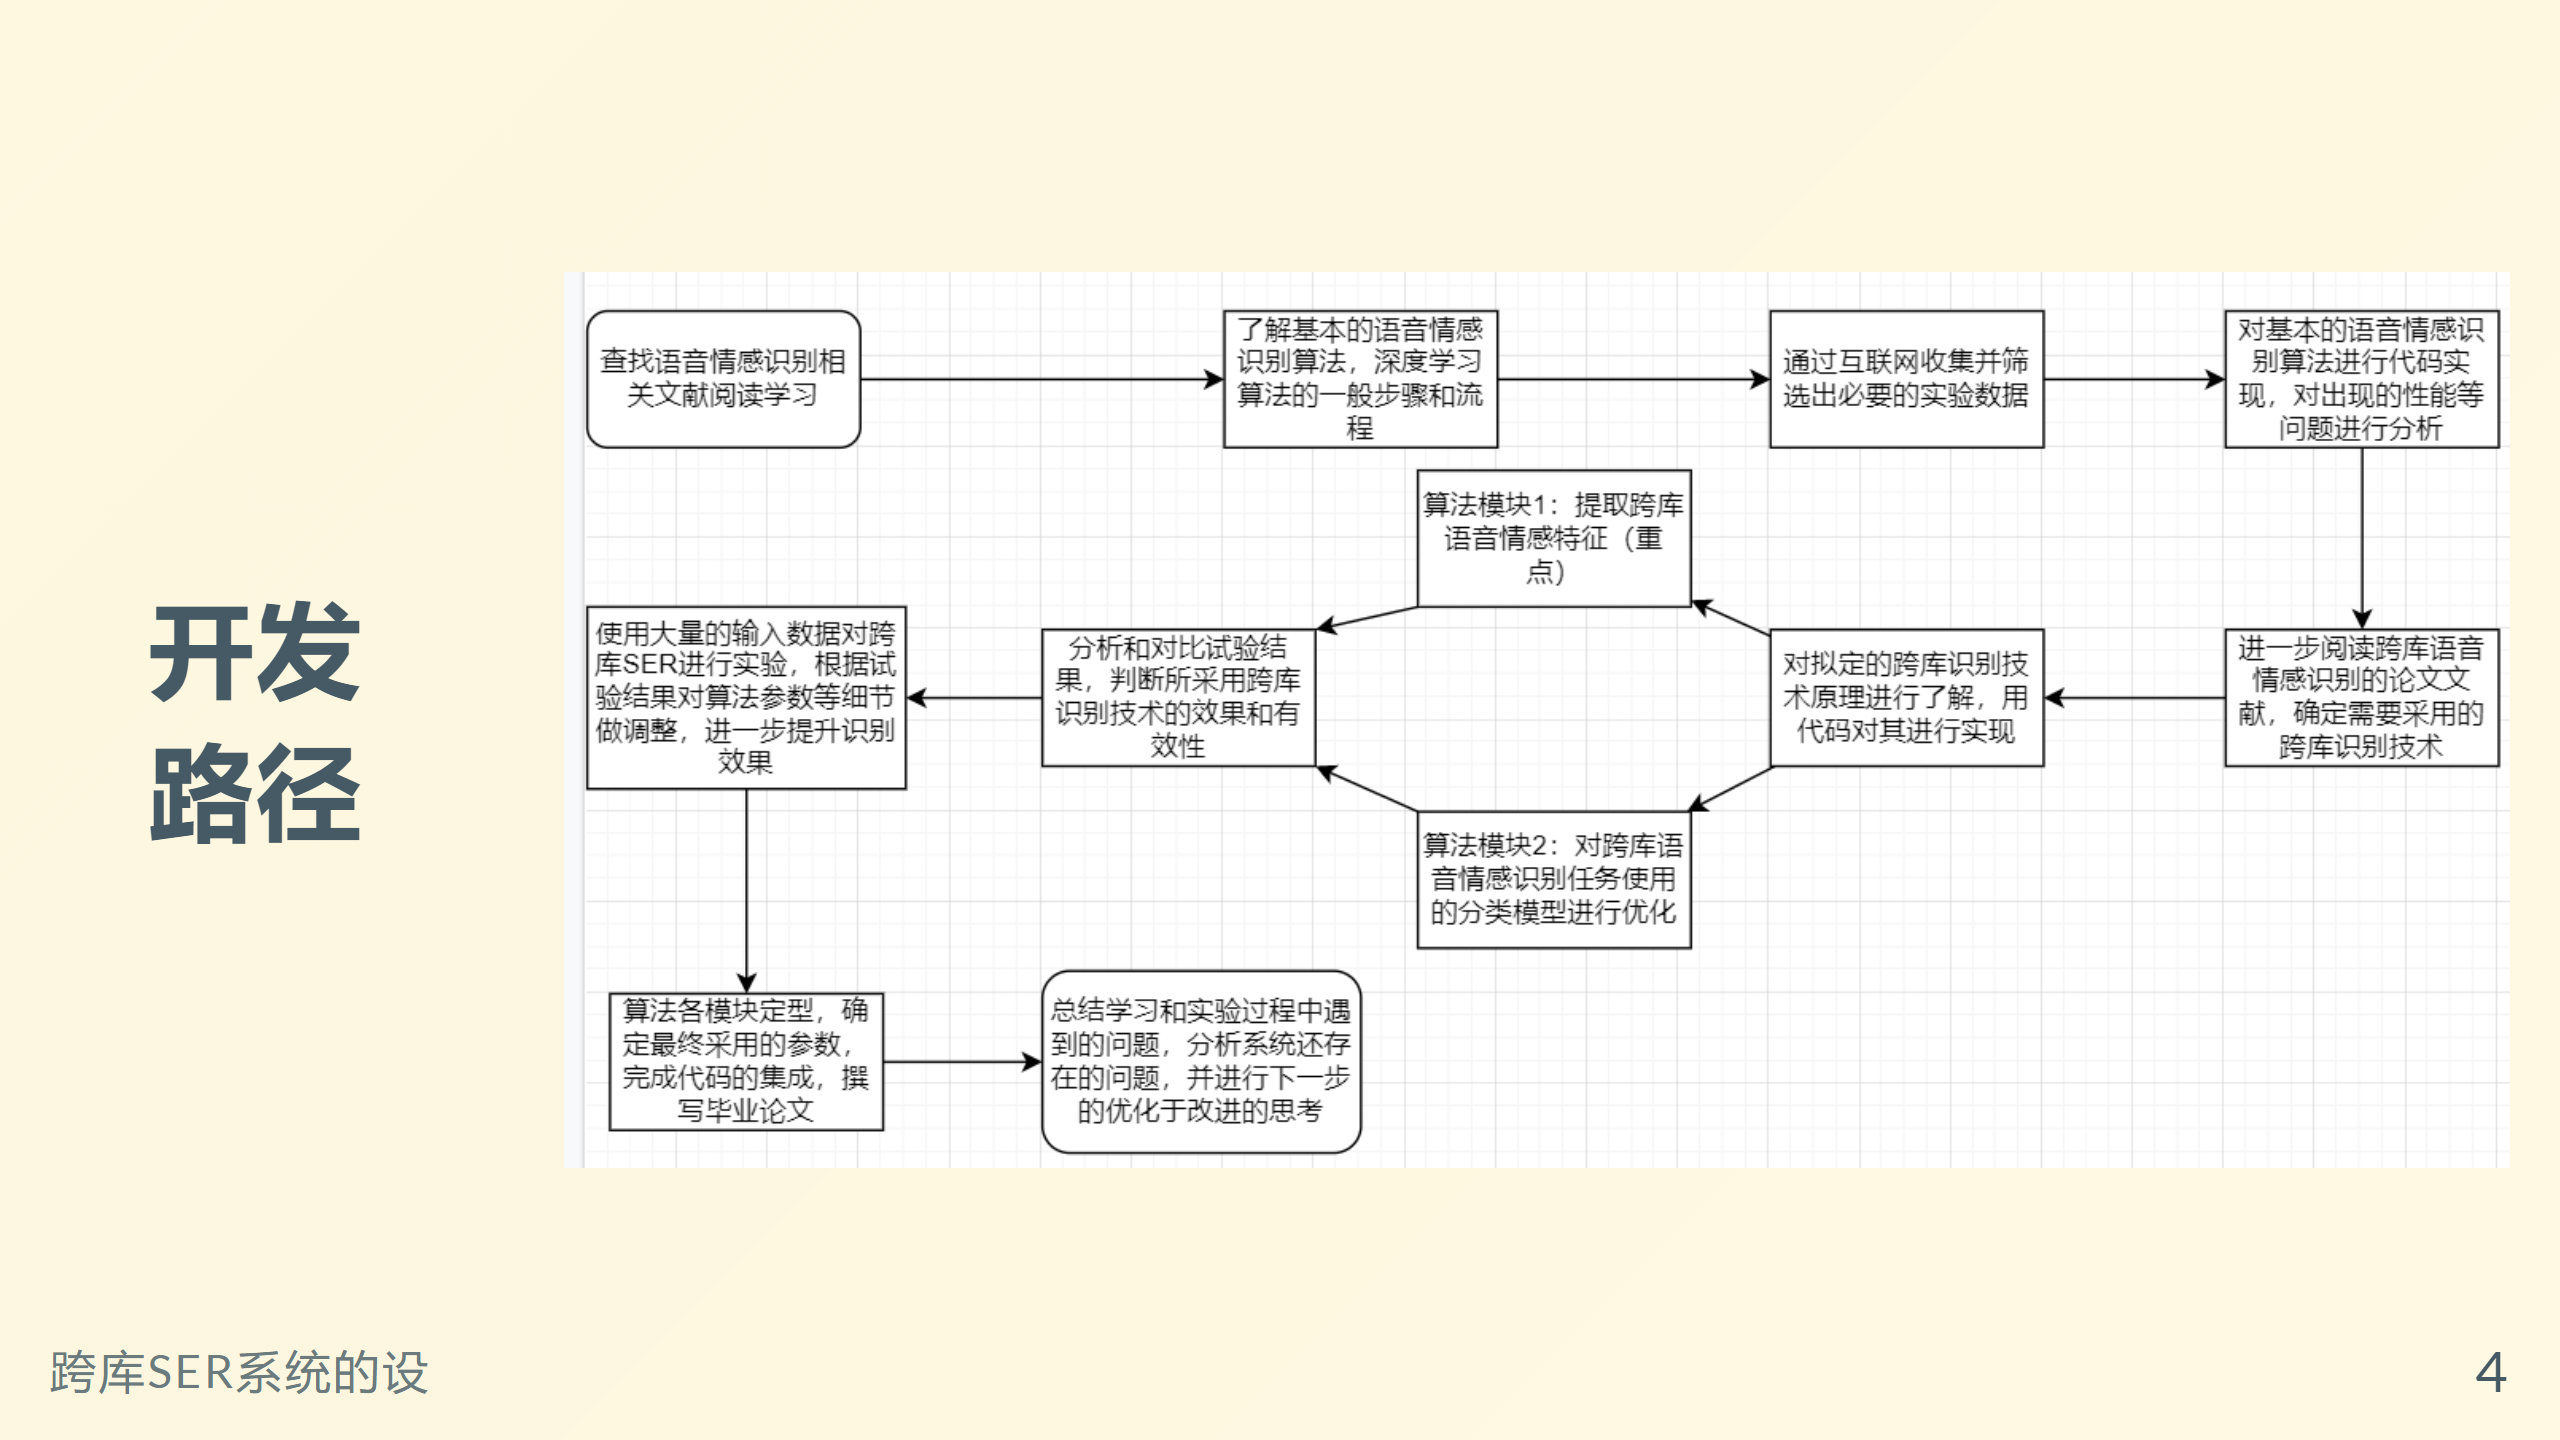 开发
路径
查找语音情感识别相
关文献阅读学习
了解基本的语音情感
识别算法，深度学习
算法的一般步骤和流
程
通过互联网收集并筛
选出必要的实验数据
对基本的语音情感识
别算法进行代码实
现，对出现的性能等
问题进行分析
进一步阅读跨库语音
情感识别的论文文
献，确定需要采用的
跨库识别技术
对拟定的跨库识别技
术原理进行了解，用
代码对其进行实现
算法模块1：提取跨库
语音情感特征（重
点）
算法模块2：对跨库语
音情感识别任务使用
的分类模型进行优化
分析和对比试验结
果，判断所采用跨库
识别技术的效果和有
效性
使用大量的输入数据对跨
库SER进行实验，根据试
验结果对算法参数等细节
做调整，进一步提升识别
效果
算法各模块定型，确
定最终采用的参数，
完成代码的集成，撰
写毕业论文
总结学习和实验过程中遇
到的问题，分析系统还存
在的问题，并进行下一步
的优化于改进的思考
跨库SER系统的设
4